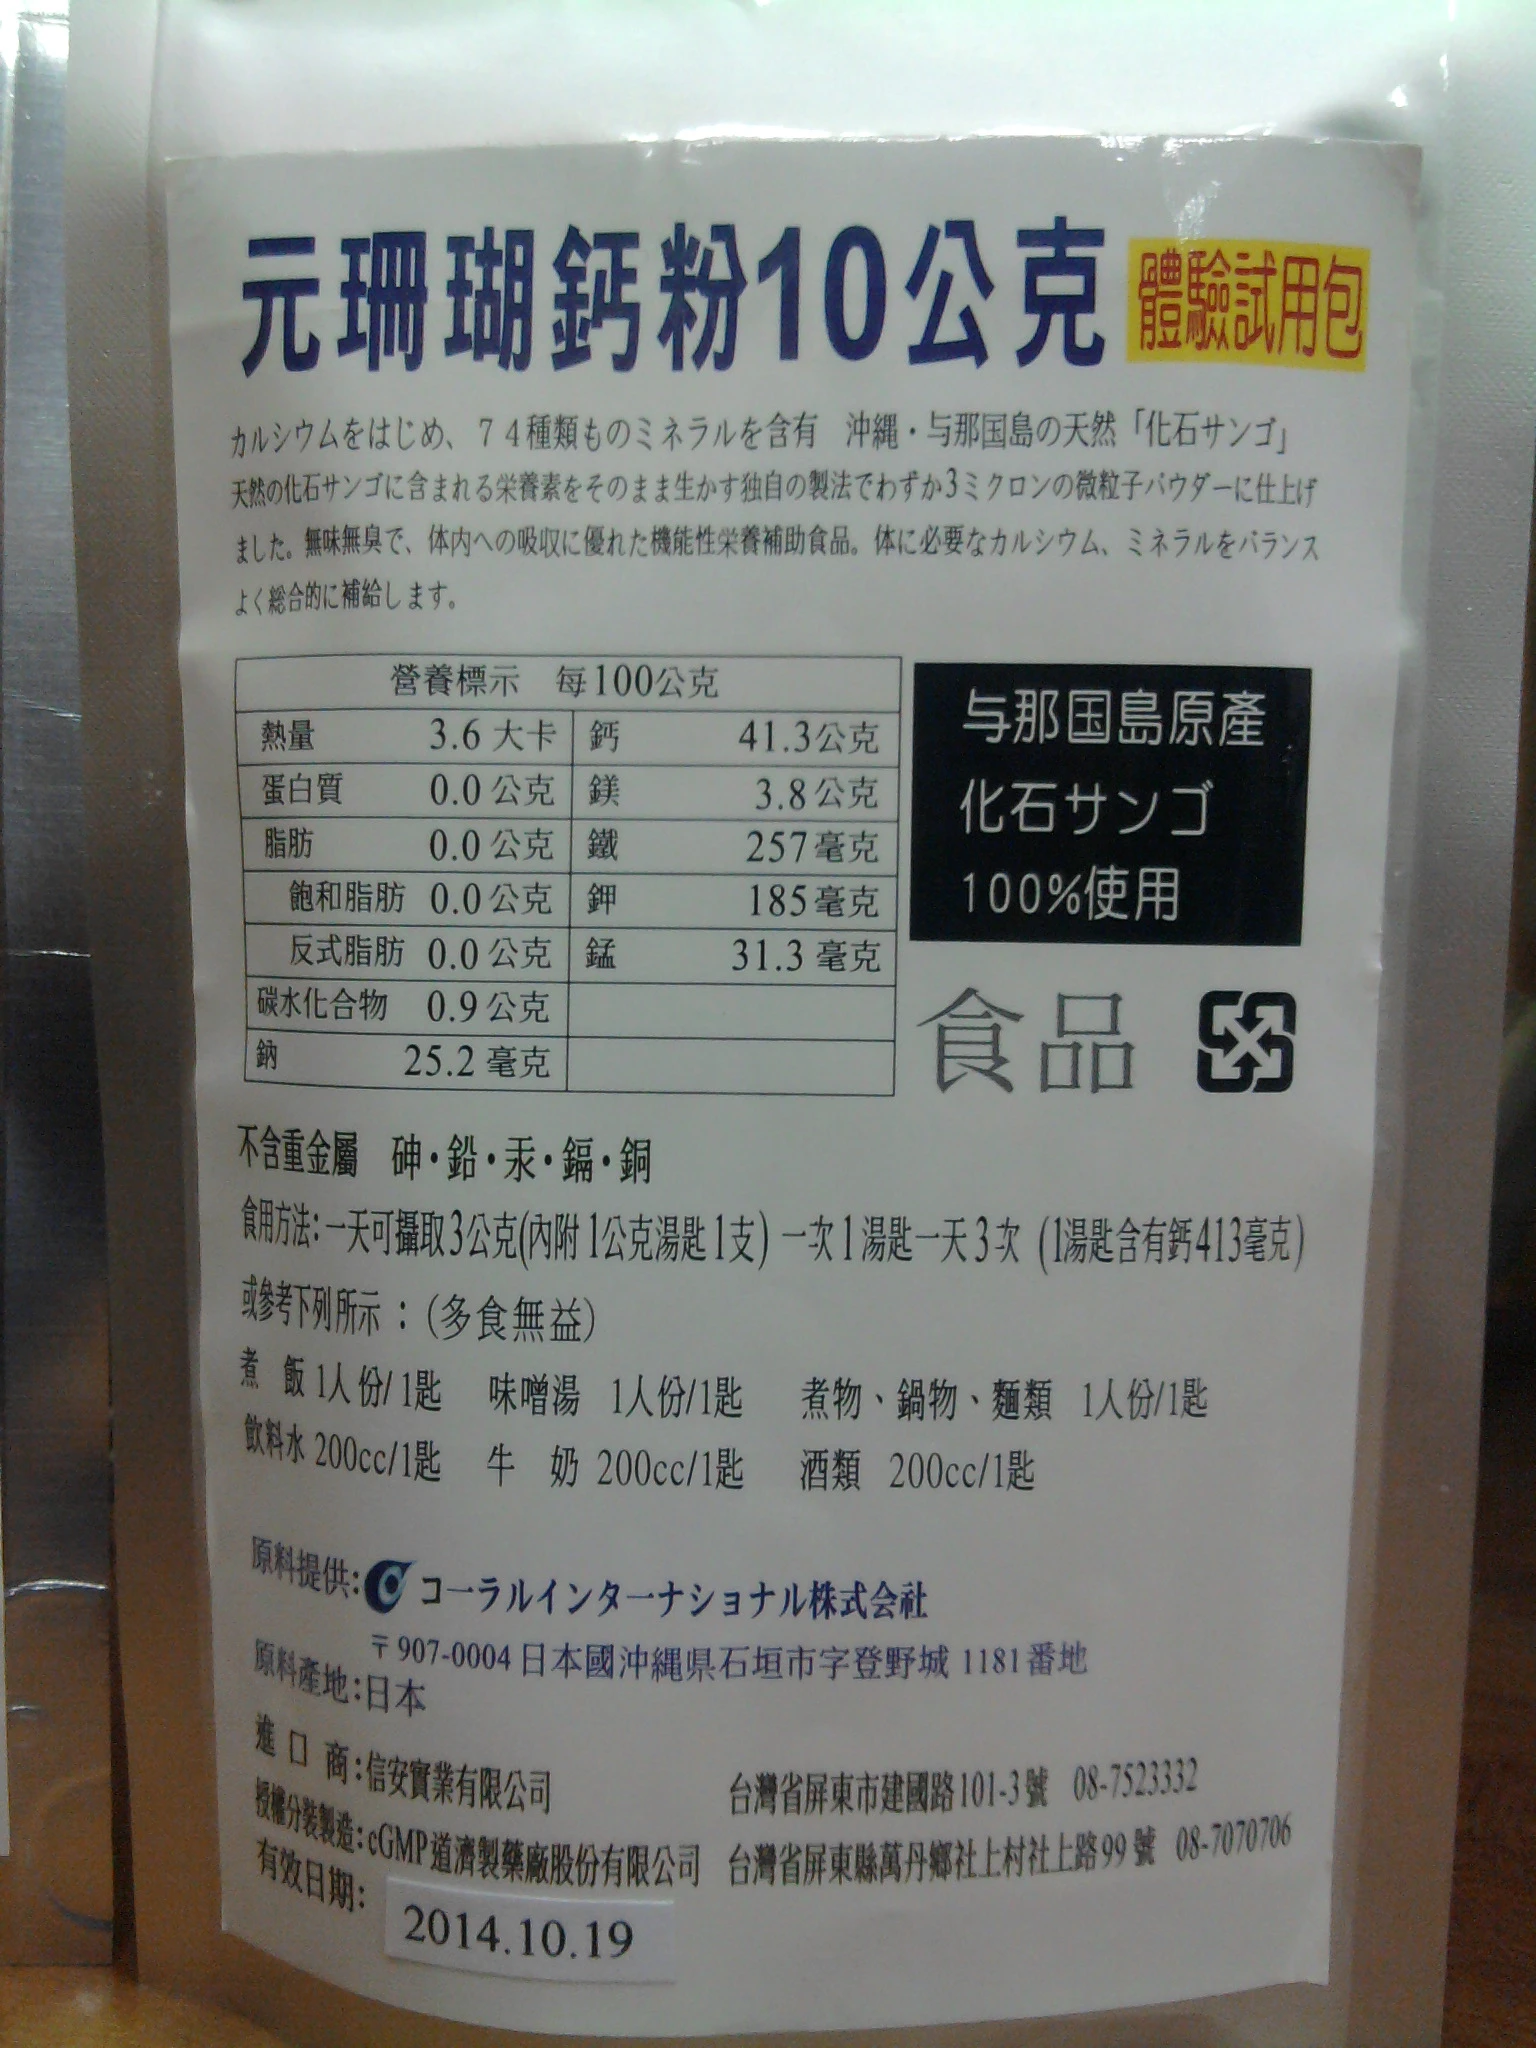 元珊瑚鈣粉10公克 體驗試用包
カルシウムをはじめ、７４種類ものミネラルを含有　沖縄・与那国島の天然「化石サンゴ」
天然の化石サンゴに含まれる栄養素をそのまま生かす独自の製法でわずか3ミクロンの微粒子パウダーに仕上げ
ました。無味無臭で、体内への吸収に優れた機能性栄養補助食品。体に必要なカルシウム、ミネラルをバランス
よく総合的に補給します。
營養標示　每100公克
熱量 3.6 大卡 鈣 41.3公克
蛋白質 0.0 公克 鎂 3.8公克
脂肪 0.0 公克 鐵 257毫克
飽和脂肪 0.0 公克 鉀 185毫克
反式脂肪 0.0 公克 錳 31.3 毫克
碳水化合物 0.9 公克
鈉 25.2 毫克
与那国島原產
化石サンゴ
100%使用
食品
不含重金屬　砷・鉛・汞・鎘・銅
食用方法:一天可攝取3公克(內附1公克湯匙1支) 一次1湯匙一天3次 (1湯匙含有鈣413毫克)
或參考下列所示：(多食無益)
煮　飯 1人份/1匙　味噌湯　1人份/1匙　煮物、鍋物、麵類　1人份/1匙
飲料水 200cc/1匙　牛　奶 200cc/1匙　酒類　200cc/1匙
原料提供: コーラルインターナショナル株式会社
〒907-0004 日本國沖縄県石垣市字登野城 1181番地
原料產地:日本
進口商:信安實業有限公司　台灣省屏東市建國路101-3號　08-7523332
授權分裝製造:cGMP道濟製藥廠股份有限公司　台灣省屏東縣萬丹鄉社上村社上路99號　08-7070706
有效日期: 2014.10.19